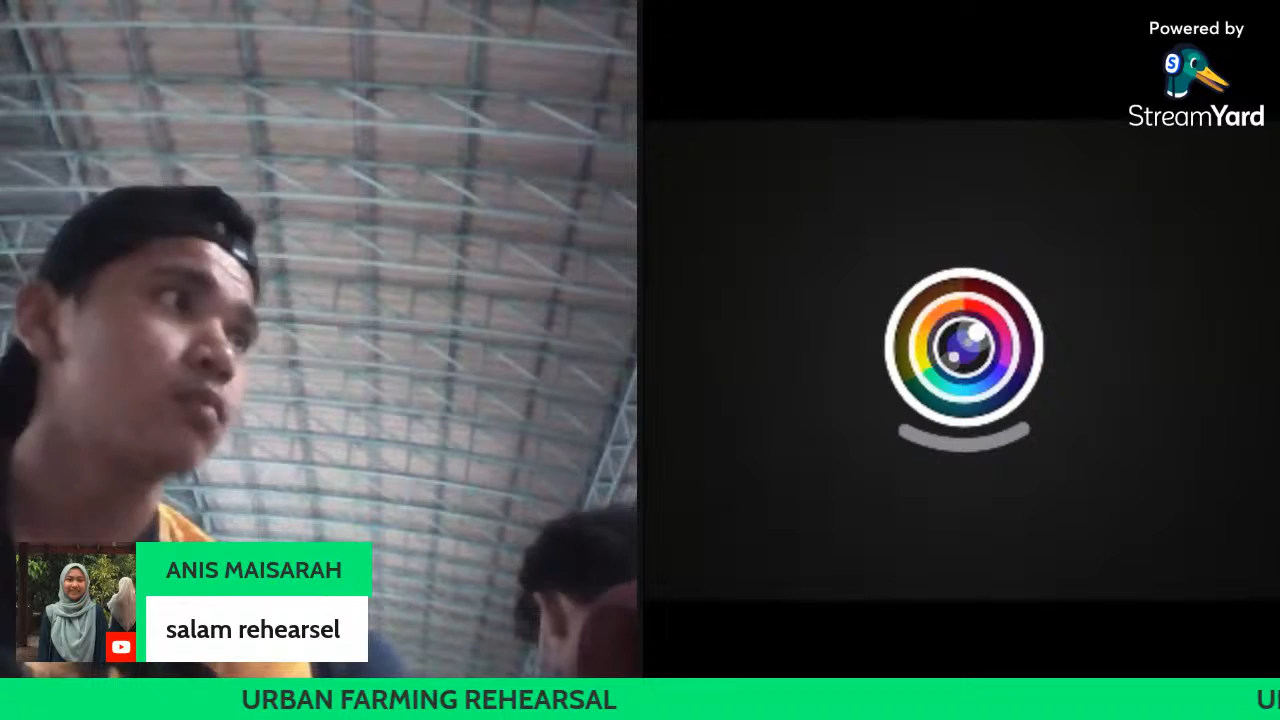 Powered by
S
StreamYard
ANIS MAISARAH
salam rehearsel
URBAN FARMING REHEARSAL